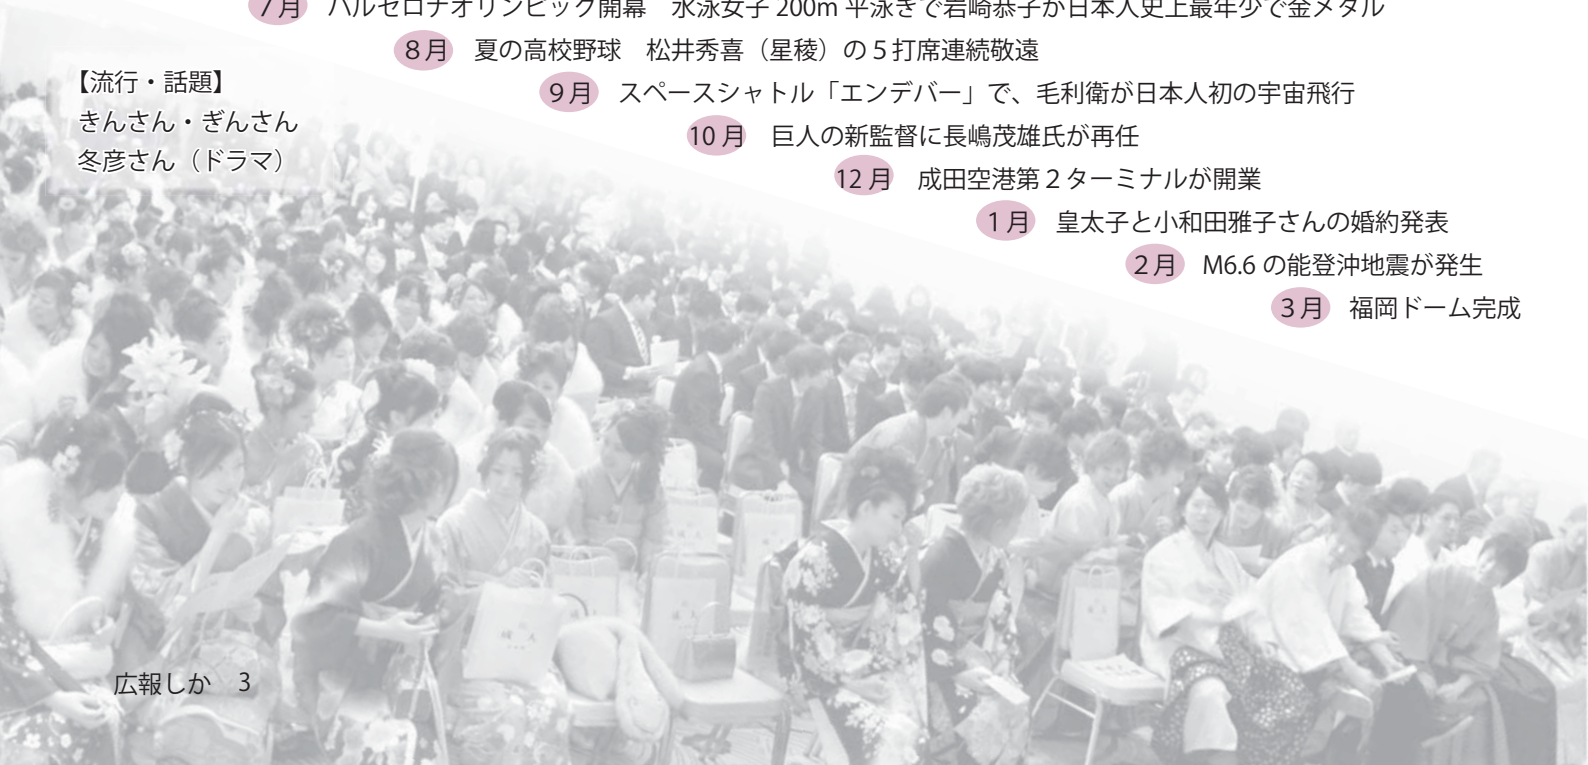 7月 バルセロナオリンピック開幕 水泳女子 200m 平泳ぎで岩崎恭子が日本人史上最年少で金メダル
8月 夏の高校野球 松井秀喜（星稜）の５打席連続敬遠
9月 スペースシャトル「エンデバー」で、毛利衛が日本人初の宇宙飛行
10月 巨人の新監督に長嶋茂雄氏が再任
12月 成田空港第２ターミナルが開業
1月 皇太子と小和田雅子さんの婚約発表
2月 M6.6 の能登沖地震が発生
3月 福岡ドーム完成
【流行・話題】
きんさん・ぎんさん
冬彦さん（ドラマ）
広報しか 3